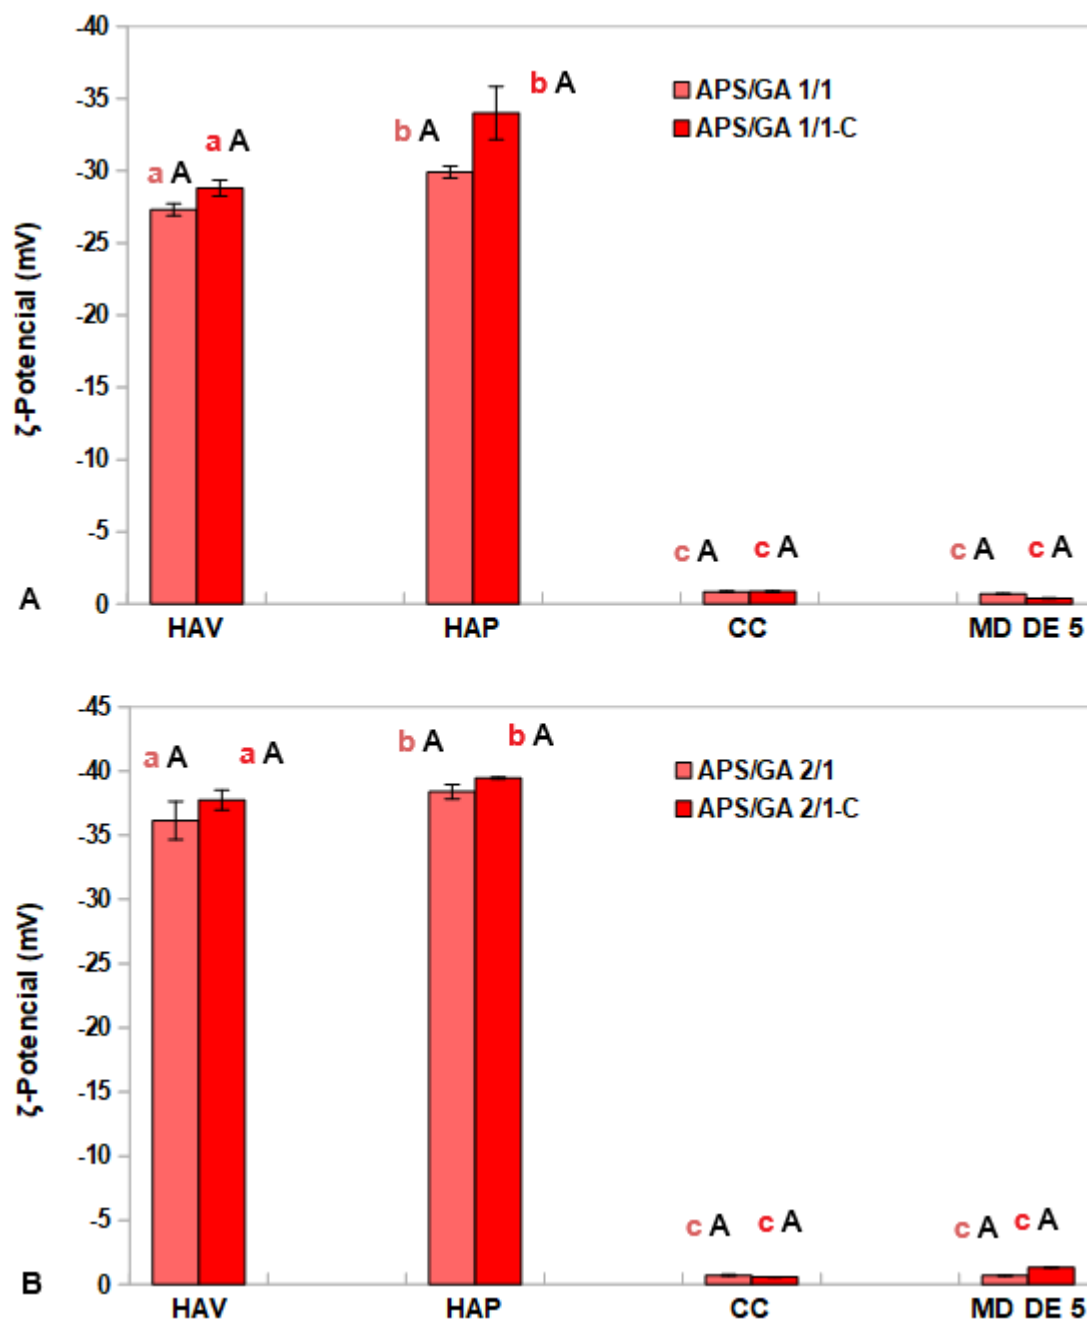 -40
-35
-30
-25
-20
-15
-10
-5
0
ζ-Potencial (mV)
APS/GA 1/1
APS/GA 1/1-C
a A
a A
b A
b A
c A
c A
c A
c A
A
HAV
HAP
CC
MD DE 5
-45
-40
-35
-30
-25
-20
-15
-10
-5
0
ζ-Potencial (mV)
APS/GA 2/1
APS/GA 2/1-C
a A
a A
b A
b A
c A
c A
c A
c A
B
HAV
HAP
CC
MD DE 5